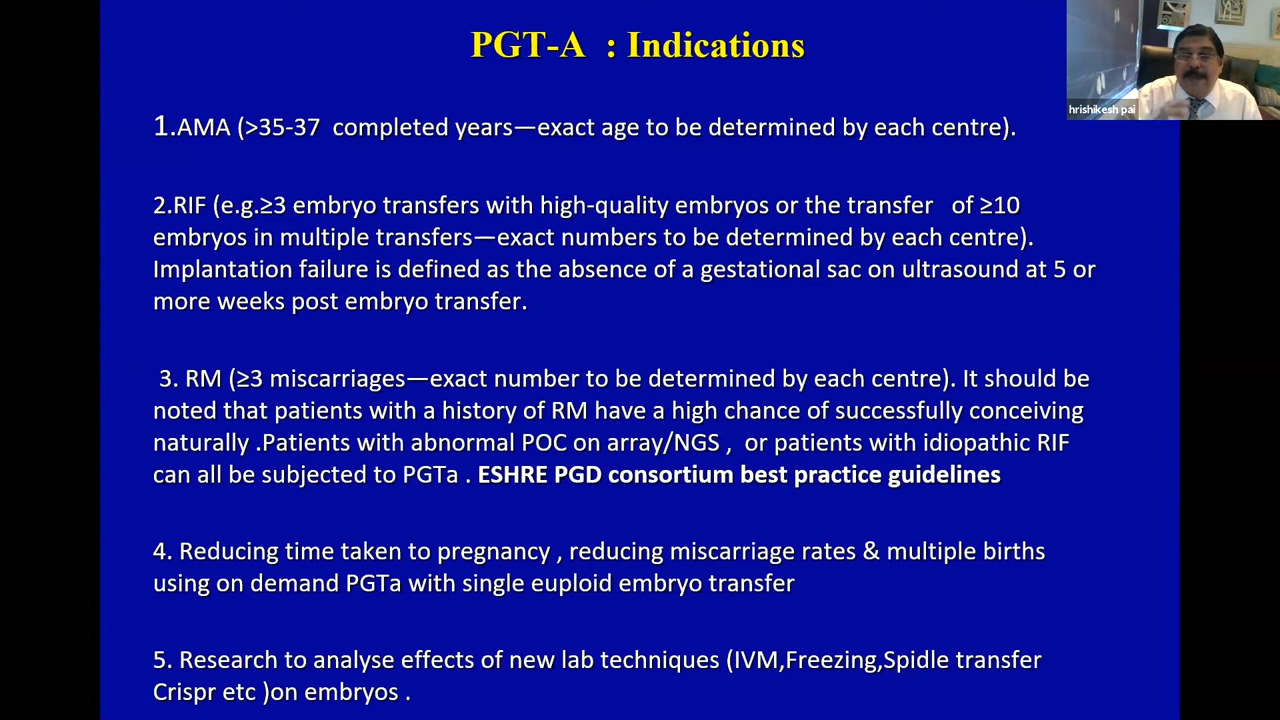 PGT-A : Indications
hrishikesh pai
1.AMA (>35-37 completed years—exact age to be determined by each centre).
2.RIF (e.g.≥3 embryo transfers with high-quality embryos or the transfer of ≥10
embryos in multiple transfers—exact numbers to be determined by each centre).
Implantation failure is defined as the absence of a gestational sac on ultrasound at 5 or
more weeks post embryo transfer.
3. RM (≥3 miscarriages—exact number to be determined by each centre). It should be
noted that patients with a history of RM have a high chance of successfully conceiving
naturally .Patients with abnormal POC on array/NGS , or patients with idiopathic RIF
can all be subjected to PGTa . ESHRE PGD consortium best practice guidelines
4. Reducing time taken to pregnancy , reducing miscarriage rates & multiple births
using on demand PGTa with single euploid embryo transfer
5. Research to analyse effects of new lab techniques (IVM,Freezing,Spidle transfer
Crispr etc )on embryos .